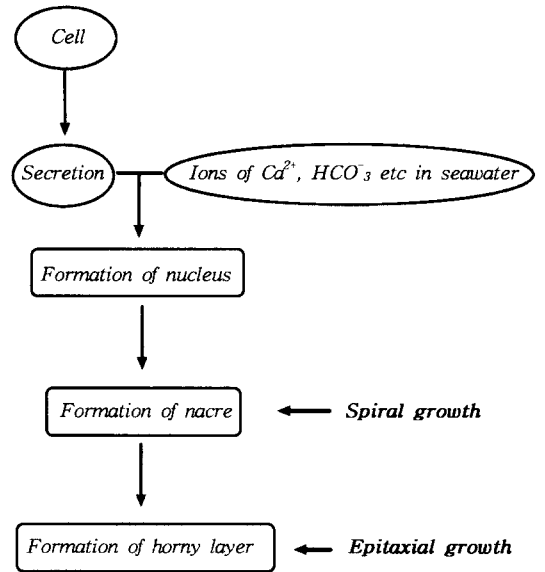 Cell
Secretion
Ions of Ca²⁺, HCO⁻₃ etc in seawater
Formation of nucleus
Formation of nacre
Spiral growth
Formation of horny layer
Epitaxial growth